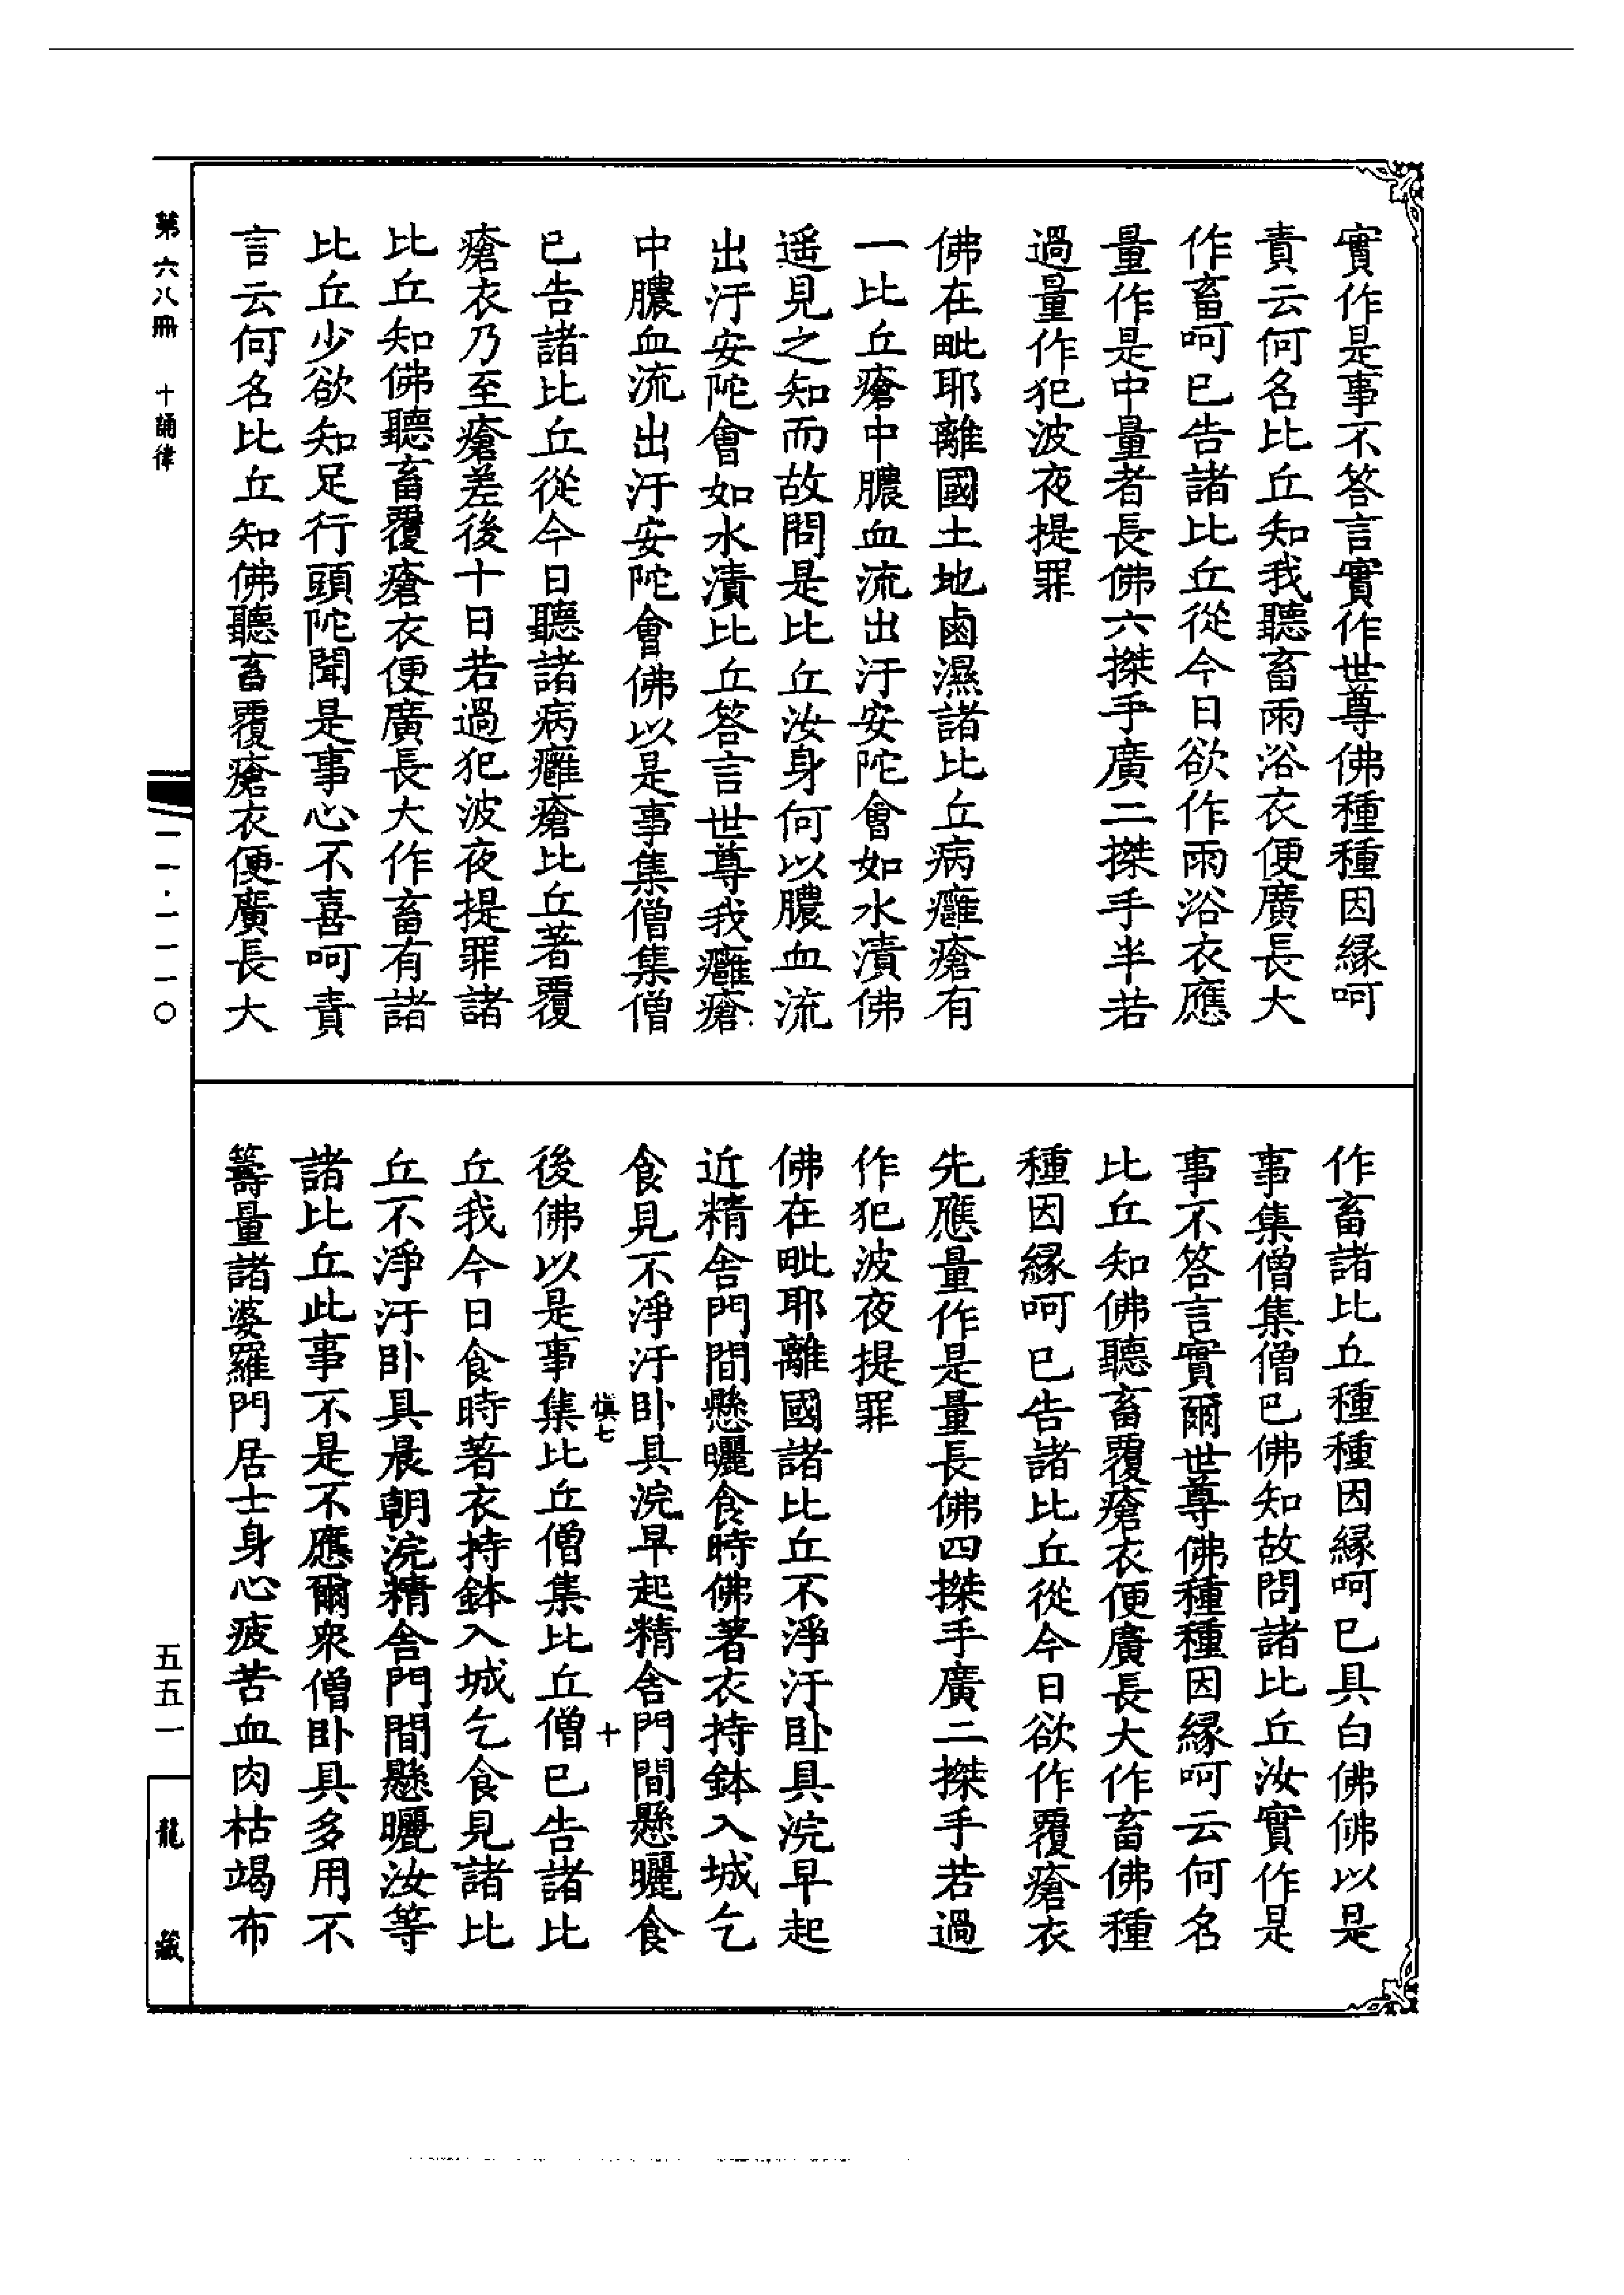 實作是事不答言實作世尊佛種種因緣呵
責云何名比丘知我聽畜雨浴衣便廣長大
作畜呵已告諸比丘從今日欲作雨浴衣應
量作是中量者長佛六搩手廣二搩手半若
過量作犯波夜提罪
佛在毗耶離國土地鹵濕諸比丘病癰瘡有
一比丘瘡中膿血流出汙安陀會如水漬佛
遥見之知而故問是比丘汝身何以膿血流
出汙安陀會如水漬比丘答言世尊我癰瘡
中膿血流出汙安陀會佛以是事集僧集僧
已告諸比丘從今日聽諸病癰瘡比丘著覆
瘡衣乃至瘡差後十日若過犯波夜提罪諸
比丘知佛聽畜覆瘡衣便廣長大作畜有諸
比丘少欲知足行頭陀聞是事心不喜呵責
言云何名比丘知佛聽畜覆瘡衣便廣長大
作畜諸比丘種種因緣呵已具白佛佛以是
事集僧集僧已佛知故問諸比丘汝實作是
事不答言實爾世尊佛種種因緣呵云何名
比丘知佛聽畜覆瘡衣便廣長大作畜佛種
種因緣呵已告諸比丘從今日欲作覆瘡衣
先應量作是量長佛四搩手廣二搩手若過
作犯波夜提罪
佛在毗耶離國諸比丘不淨汙卧具浣早起
近精舍門間懸曬食時佛著衣持鉢入城乞
食見不淨汙卧具浣早起精舍門間懸曬食
慎七 十
後佛以是事集比丘僧集比丘僧已告諸比
丘我今日食時著衣持鉢入城乞食見諸比
丘不淨汙卧具晨朝浣精舍門間懸曬汝等
諸比丘此事不是不應爾衆僧卧具多用不
籌量諸婆羅門居士身心疲苦血肉枯竭布
第六八冊 十誦律 一一·一一一〇
五五一 龍藏